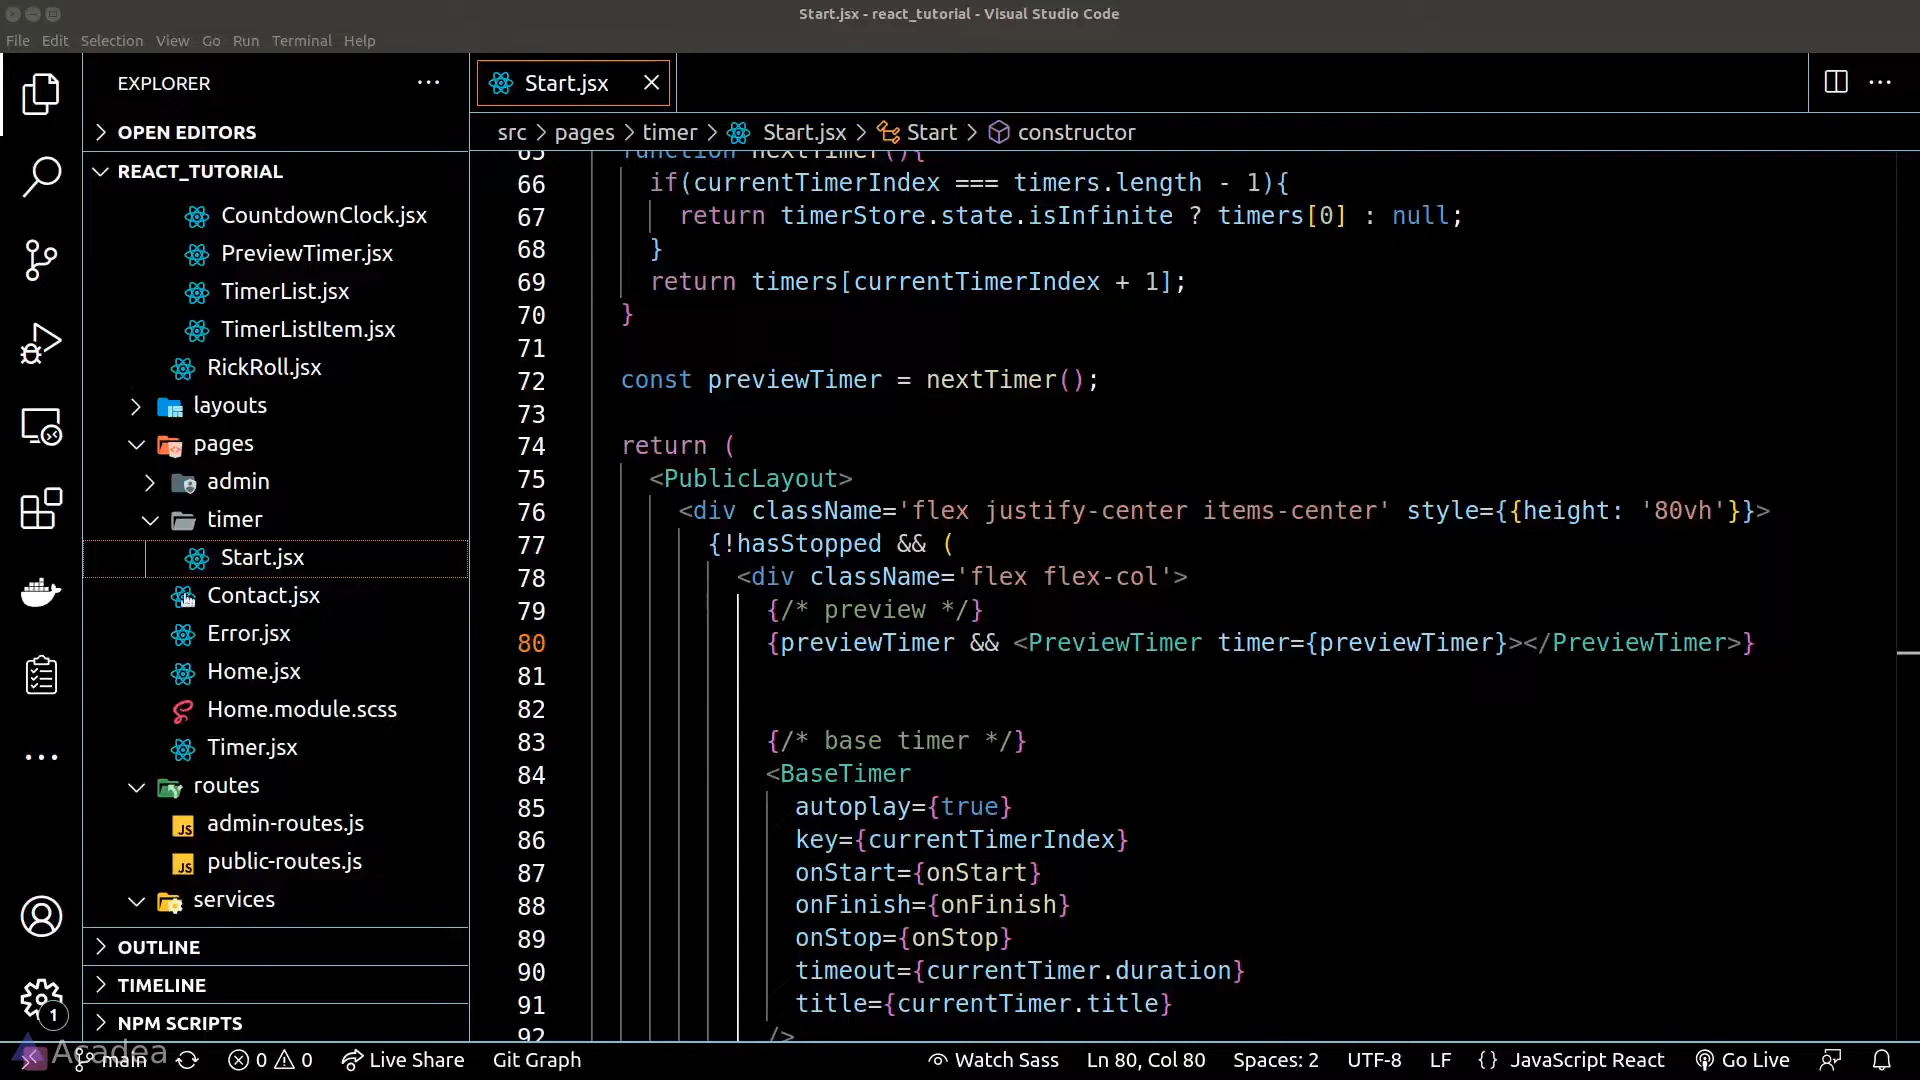 Start.jsx - react_tutorial - Visual Studio Code
File Edit Selection View Go Run Terminal Help
EXPLORER
OPEN EDITORS
REACT_TUTORIAL
CountdownClock.jsx
PreviewTimer.jsx
TimerList.jsx
TimerListItem.jsx
RickRoll.jsx
layouts
pages
admin
timer
Start.jsx
Contact.jsx
Error.jsx
Home.jsx
Home.module.scss
Timer.jsx
routes
admin-routes.js
public-routes.js
services
OUTLINE
TIMELINE
NPM SCRIPTS
Start.jsx
src > pages > timer > Start.jsx > Start > constructor
65 function nextTimer(){
66 if(currentTimerIndex === timers.length - 1){
67 return timerStore.state.isInfinite ? timers[0] : null;
68 }
69 return timers[currentTimerIndex + 1];
70 }
71
72 const previewTimer = nextTimer();
73
74 return (
75 <PublicLayout>
76 <div className='flex justify-center items-center' style={{height: '80vh'}}>
77 {!hasStopped && (
78 <div className='flex flex-col'>
79 {/* preview */}
80 {previewTimer && <PreviewTimer timer={previewTimer}></PreviewTimer>}
81
82
83 {/* base timer */}
84 <BaseTimer
85 autoplay={true}
86 key={currentTimerIndex}
87 onStart={onStart}
88 onFinish={onFinish}
89 onStop={onStop}
90 timeout={currentTimer.duration}
91 title={currentTimer.title}
92 />
1
Acadea
main 0 0 Live Share Git Graph Watch Sass Ln 80, Col 80 Spaces: 2 UTF-8 LF {} JavaScript React Go Live